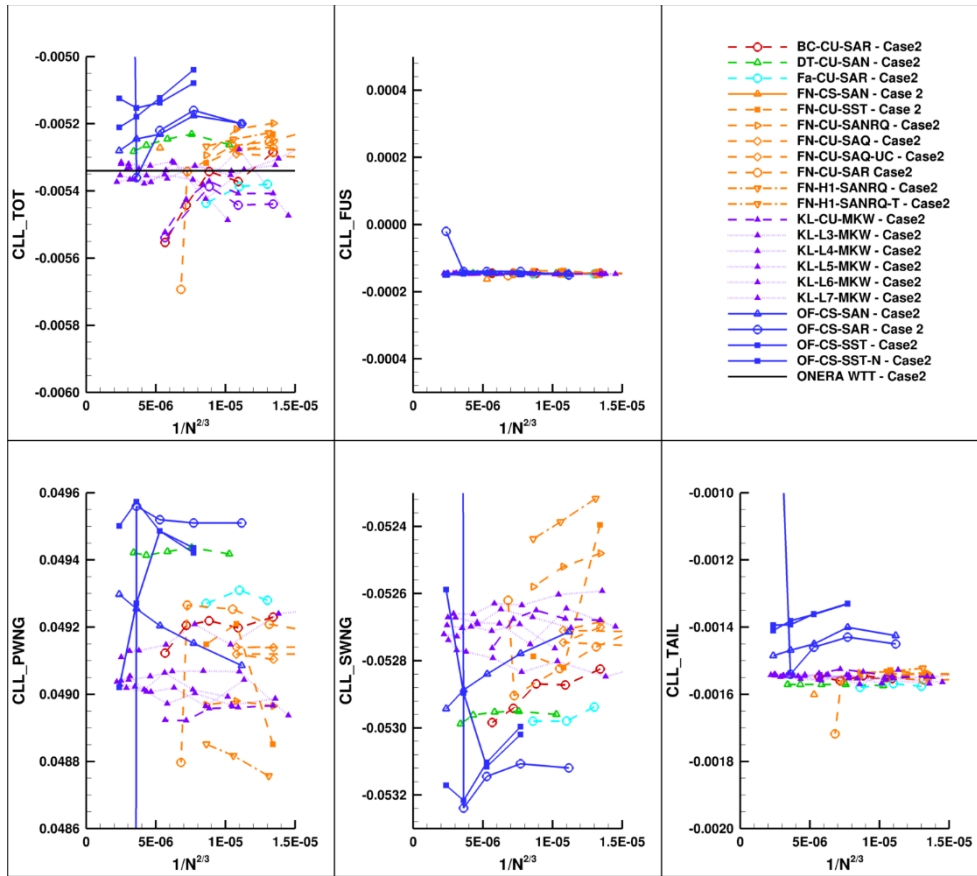 CLL_TOT
-0.0050
-0.0052
-0.0054
-0.0056
-0.0058
-0.0060
0 5E-06 1E-05 1.5E-05
1/N^2/3
CLL_FUS
0.0004
0.0002
0.0000
-0.0002
-0.0004
0 5E-06 1E-05 1.5E-05
1/N^2/3
BC-CU-SAR - Case2
DT-CU-SAN - Case2
Fa-CU-SAR - Case2
FN-CS-SAN - Case 2
FN-CU-SST - Case 2
FN-CU-SANRQ - Case2
FN-CU-SAQ - Case2
FN-CU-SAQ-UC - Case2
FN-CU-SAR Case2
FN-H1-SANRQ - Case2
FN-H1-SANRQ-T - Case2
KL-CU-MKW - Case2
KL-L3-MKW - Case2
KL-L4-MKW - Case2
KL-L5-MKW - Case2
KL-L6-MKW - Case2
KL-L7-MKW - Case2
OF-CS-SAN - Case2
OF-CS-SAR - Case 2
OF-CS-SST - Case2
OF-CS-SST-N - Case2
ONERA WTT - Case2
CLL_PWNG
0.0496
0.0494
0.0492
0.0490
0.0488
0.0486
0 5E-06 1E-05 1.5E-05
1/N^2/3
CLL_SWNG
-0.0524
-0.0526
-0.0528
-0.0530
-0.0532
0 5E-06 1E-05 1.5E-05
1/N^2/3
CLL_TAIL
-0.0010
-0.0012
-0.0014
-0.0016
-0.0018
-0.0020
0 5E-06 1E-05 1.5E-05
1/N^2/3